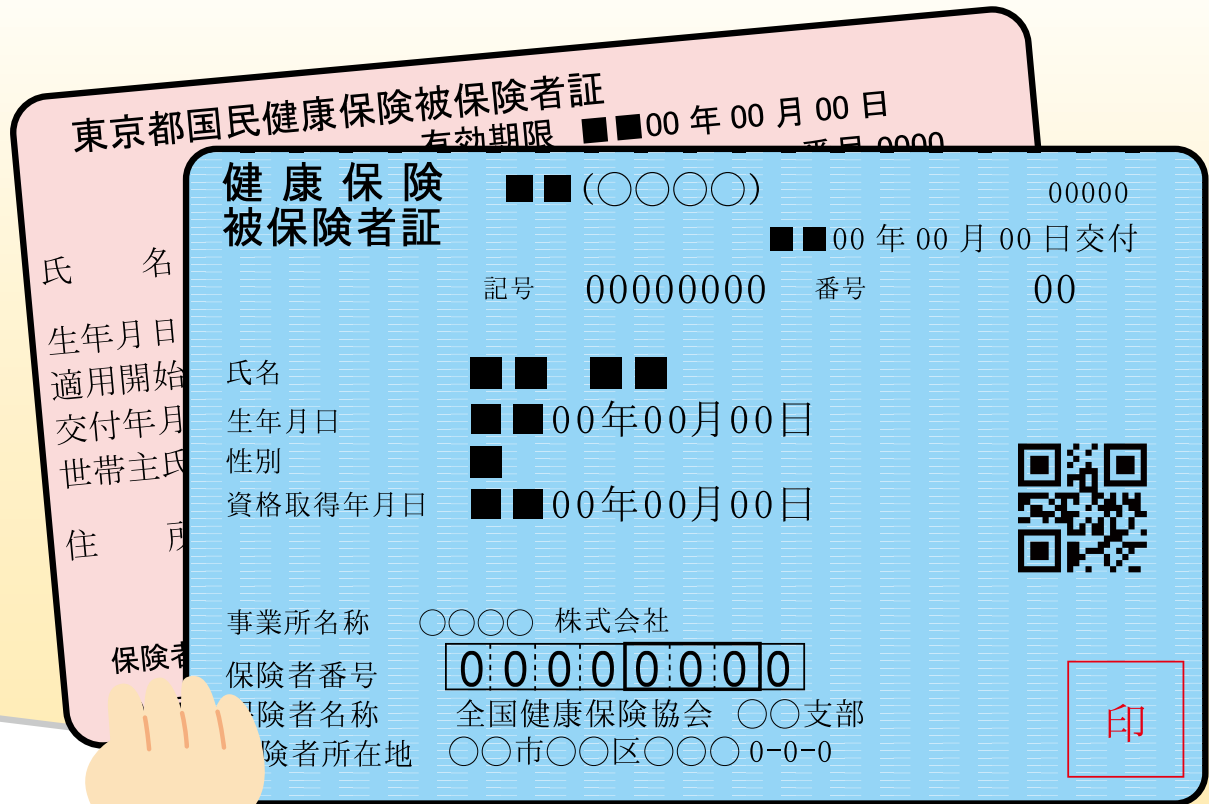 東京都国民健康保険被保険者証
有効期限 ■■00 年 00 月 00 日
番号 0000
氏 名
生年月日
適用開始
交付年月
世帯主氏
住 所
保険者
健康保険 ■■(○○○○) 00000
被保険者証
■■00 年 00 月 00 日交付
記号 00000000 番号 00
氏名 ■■ ■■
生年月日 ■■00年00月00日
性別 ■
資格取得年月日 ■■00年00月00日
事業所名称 ○○○○ 株式会社
保険者番号 00000000
保険者名称 全国健康保険協会 ○○支部
険者所在地 ○○市○○区○○○0-0-0
印